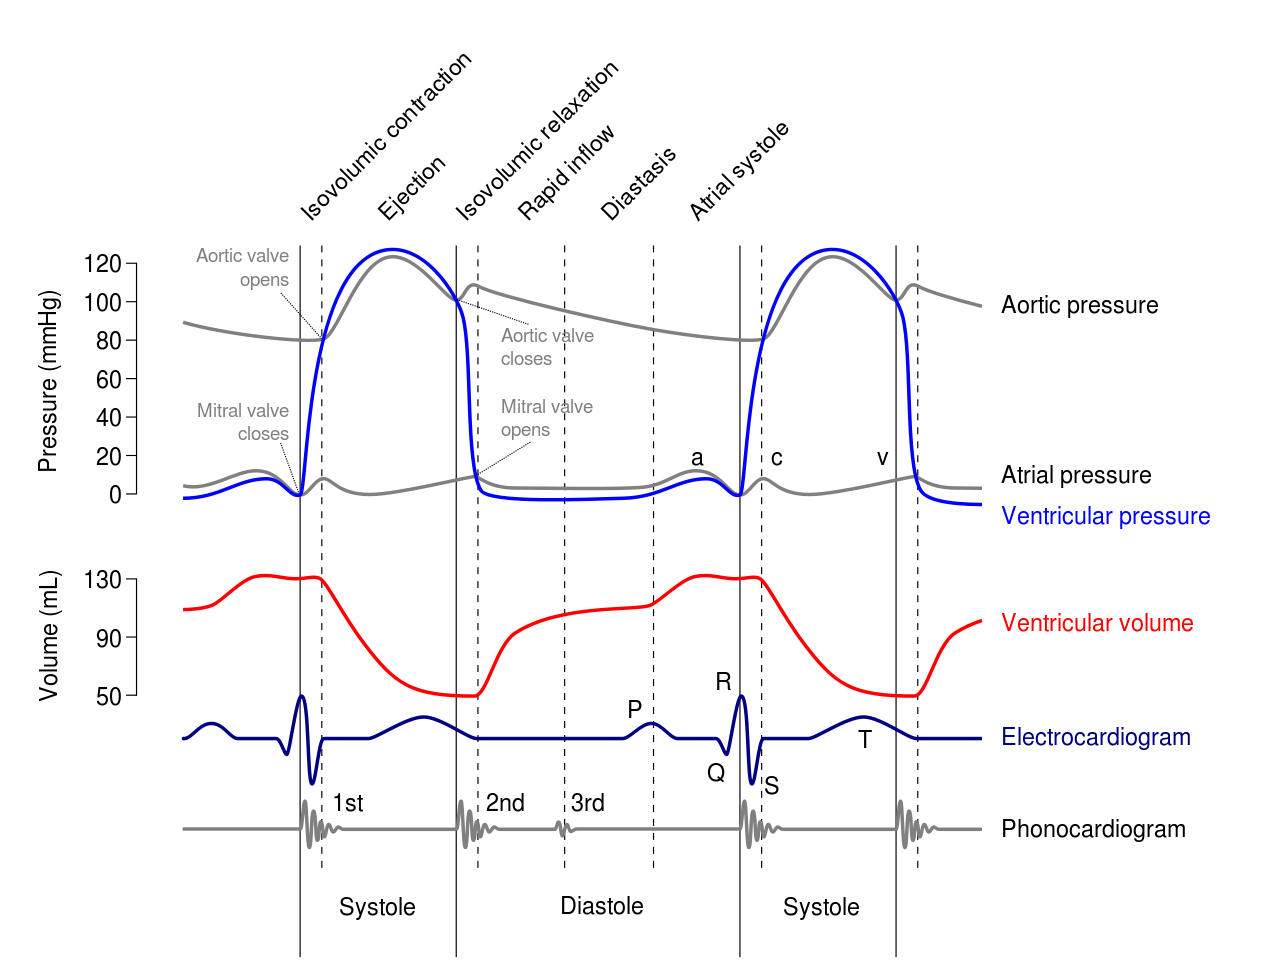 Isovolumic contraction
Ejection
Isovolumic relaxation
Rapid inflow
Diastasis
Atrial systole
Pressure (mmHg)
120
100
80
60
40
20
0
Aortic valve
opens
Aortic valve
closes
Mitral valve
closes
Mitral valve
opens
a
c
v
Aortic pressure
Atrial pressure
Ventricular pressure
Volume (mL)
130
90
50
Ventricular volume
R
P
Q
S
T
Electrocardiogram
1st
2nd
3rd
Phonocardiogram
Systole
Diastole
Systole